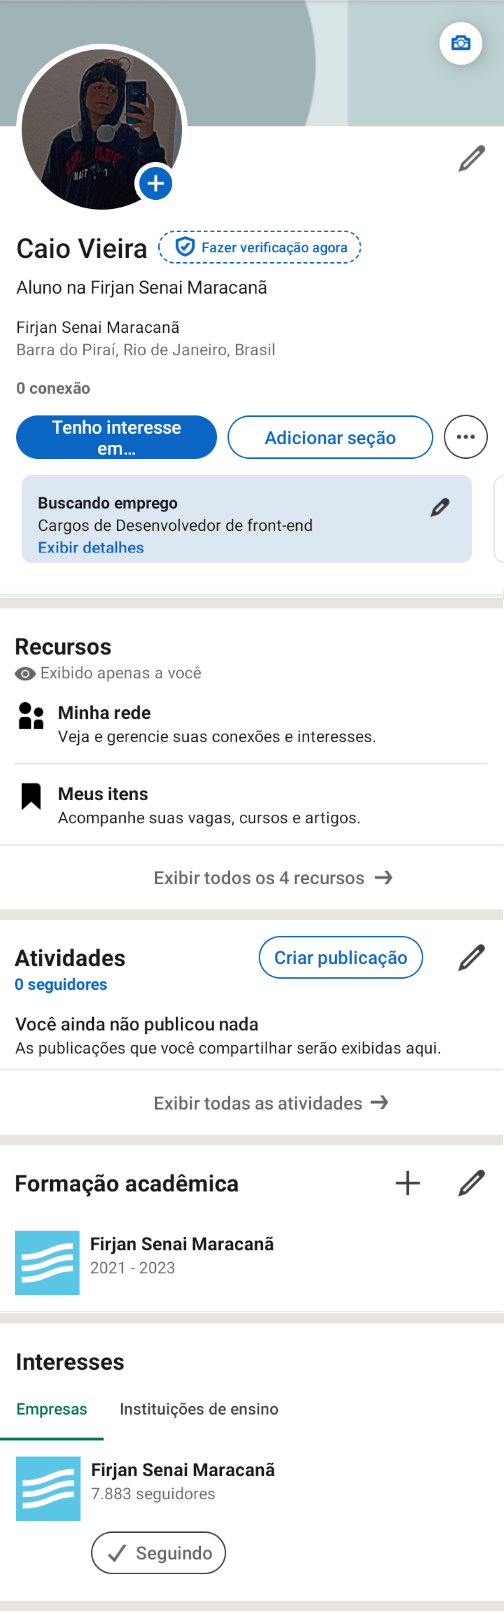 Caio Vieira
Fazer verificação agora
Aluno na Firjan Senai Maracanã
Firjan Senai Maracanã
Barra do Piraí, Rio de Janeiro, Brasil
0 conexão
Tenho interesse
em...
Adicionar seção
Buscando emprego
Cargos de Desenvolvedor de front-end
Exibir detalhes
Recursos
Exibido apenas a você
Minha rede
Veja e gerencie suas conexões e interesses.
Meus itens
Acompanhe suas vagas, cursos e artigos.
Exibir todos os 4 recursos
Atividades
Criar publicação
0 seguidores
Você ainda não publicou nada
As publicações que você compartilhar serão exibidas aqui.
Exibir todas as atividades
Formação acadêmica
Firjan Senai Maracanã
2021 - 2023
Interesses
Empresas
Instituições de ensino
Firjan Senai Maracanã
7.883 seguidores
Seguindo